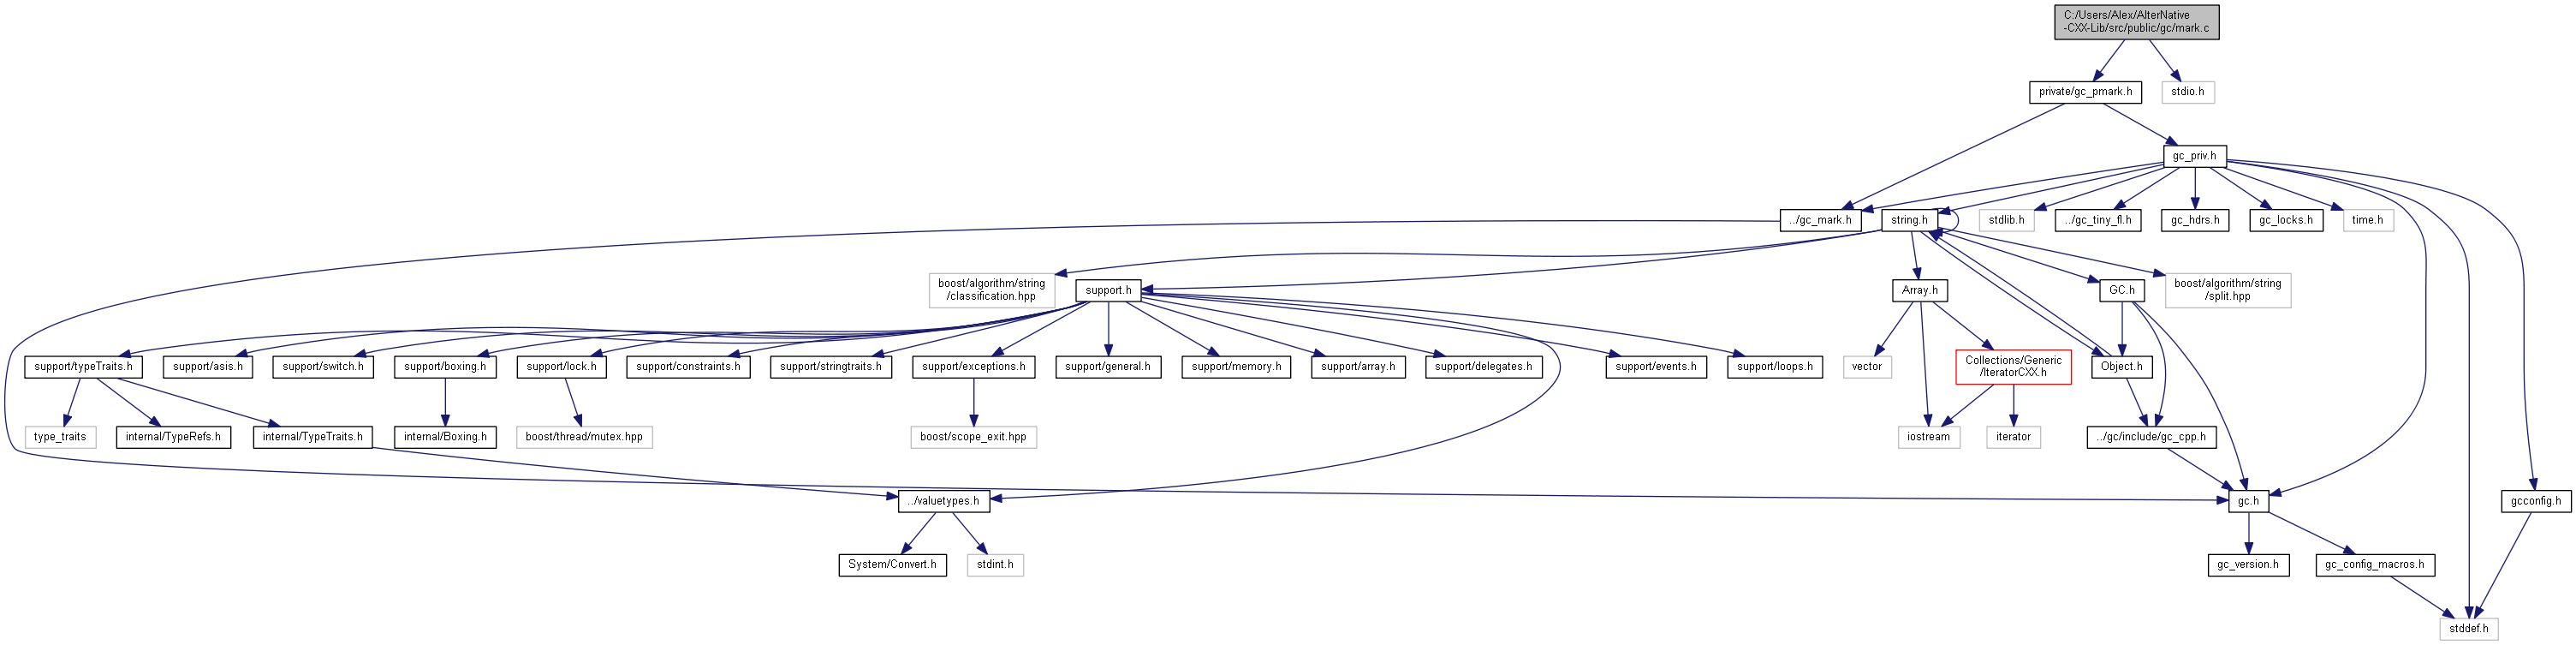 C:/Users/Alex/AlterNative
-CXX-Lib/src/public/gc/mark.c
private/gc_pmark.h
stdio.h
gc_priv.h
../gc_mark.h
string.h
stdlib.h
../gc_tiny_fl.h
gc_hdrs.h
gc_locks.h
time.h
boost/algorithm/string
/classification.hpp
support.h
Array.h
GC.h
boost/algorithm/string
/split.hpp
support/typeTraits.h
support/asis.h
support/switch.h
support/boxing.h
support/lock.h
support/constraints.h
support/stringtraits.h
support/exceptions.h
support/general.h
support/memory.h
support/array.h
support/delegates.h
support/events.h
support/loops.h
vector
Collections/Generic
/IteratorCXX.h
Object.h
type_traits
internal/TypeRefs.h
internal/TypeTraits.h
internal/Boxing.h
boost/thread/mutex.hpp
boost/scope_exit.hpp
iostream
iterator
../gc/include/gc_cpp.h
../valuetypes.h
gc.h
gcconfig.h
System/Convert.h
stdint.h
gc_version.h
gc_config_macros.h
stddef.h